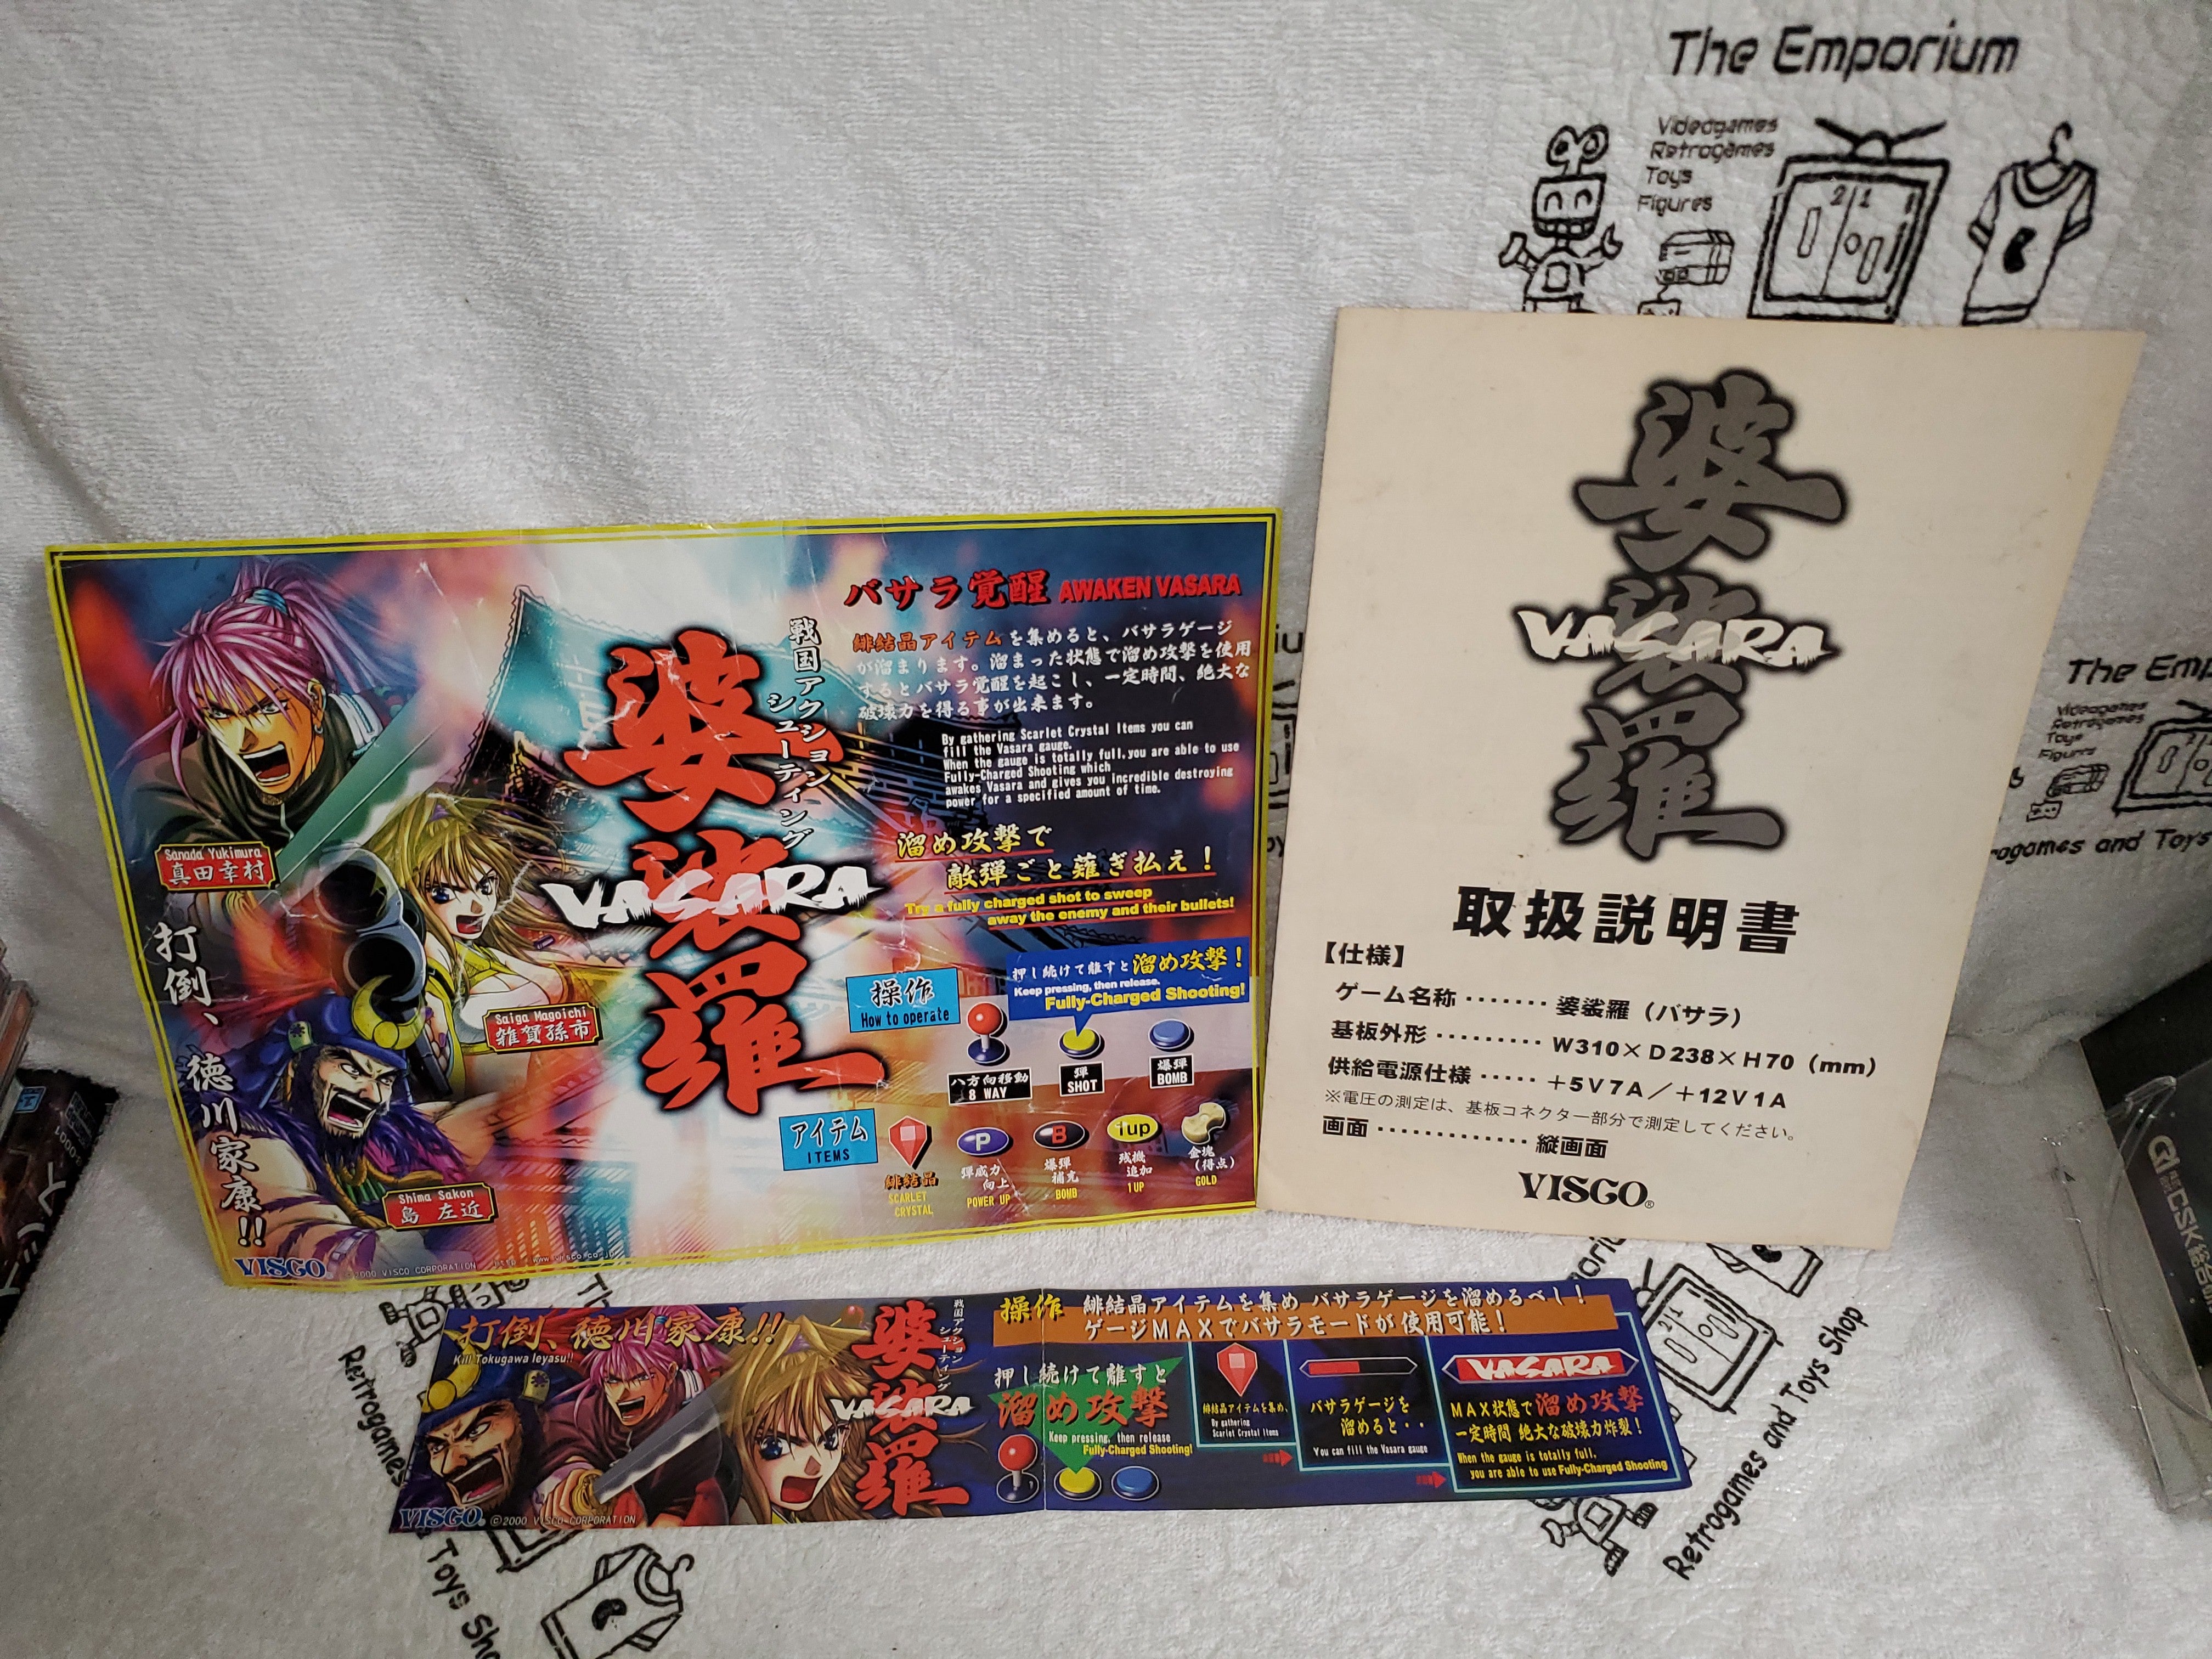 The Emporium
Videogames
Retrogames
Toys
Figures
The Emp
Videogames
Retrogames
Toys
Figures
Retrogames and Toys Shop
バサラ覚醒 AWAKEN VASARA
緋結晶アイテムを集めると、バサラゲージ
が溜まります。溜まった状態で溜め攻撃を使用
するとバサラ覚醒を起こし、一定時間、絶大な
破壊力を得る事が出来ます。
By gathering Scarlet Crystal Items you can
fill the Vasara gauge.
When the gauge is totally full,you are able to use
Fully-Charged Shooting which
awakes Vasara and gives you incredible destroying
power for a specified amount of time.
溜め攻撃で
敵弾ごと薙ぎ払え!
Try a fully charged shot to sweep
away the enemy and their bullets!
戦国アクション
シューティング
婆裟羅
VASARA
Sanada Yukimura
真田幸村
Saiga Magoichi
雑賀孫市
Shima Sakon
島 左近
打倒、徳川家康!!
操作
How to operate
押し続けて離すと溜め攻撃!
Keep pressing, then release.
Fully-Charged Shooting!
八方向移動
8 WAY
弾
SHOT
爆弾
BOMB
アイテム
ITEMS
緋結晶
SCARLET
CRYSTAL
P
弾威力
向上
POWER UP
B
爆弾
補充
BOMB
1up
残機
追加
1UP
金塊
(得点)
GOLD
VISCO
©2000 VISCO CORPORATION
婆裟羅
VASARA
取扱説明書
【仕様】
ゲーム名称 ······· 婆裟羅(バサラ)
基板外形 ········· W310×D238×H70(mm)
供給電源仕様 ····· +5V7A/+12V1A
※電圧の測定は、基板コネクター部分で測定してください。
画面 ············· 縦画面
VISCO®
打倒、徳川家康!!
Kill Tokugawa Ieyasu!!
戦国アクション
シューティング
婆裟羅
VASARA
VISCO ©2000 VISCO CORPORATION
操作
緋結晶アイテムを集め バサラゲージを溜めるべし!
ゲージMAXでバサラモードが使用可能!
押し続けて離すと
溜め攻撃
Keep pressing, then release
Fully-Charged Shooting!
緋結晶アイテムを集め、
By gathering
Scarlet Crystal Items
バサラゲージを
溜めると··
You can fill the Vasara gauge
VASARA
MAX状態で溜め攻撃
一定時間 絶大な破壊力炸裂!
When the gauge is totally full,
you are able to use Fully-Charged Shooting
Retrogames
Toys Sho
Retrogames and Toys Shop